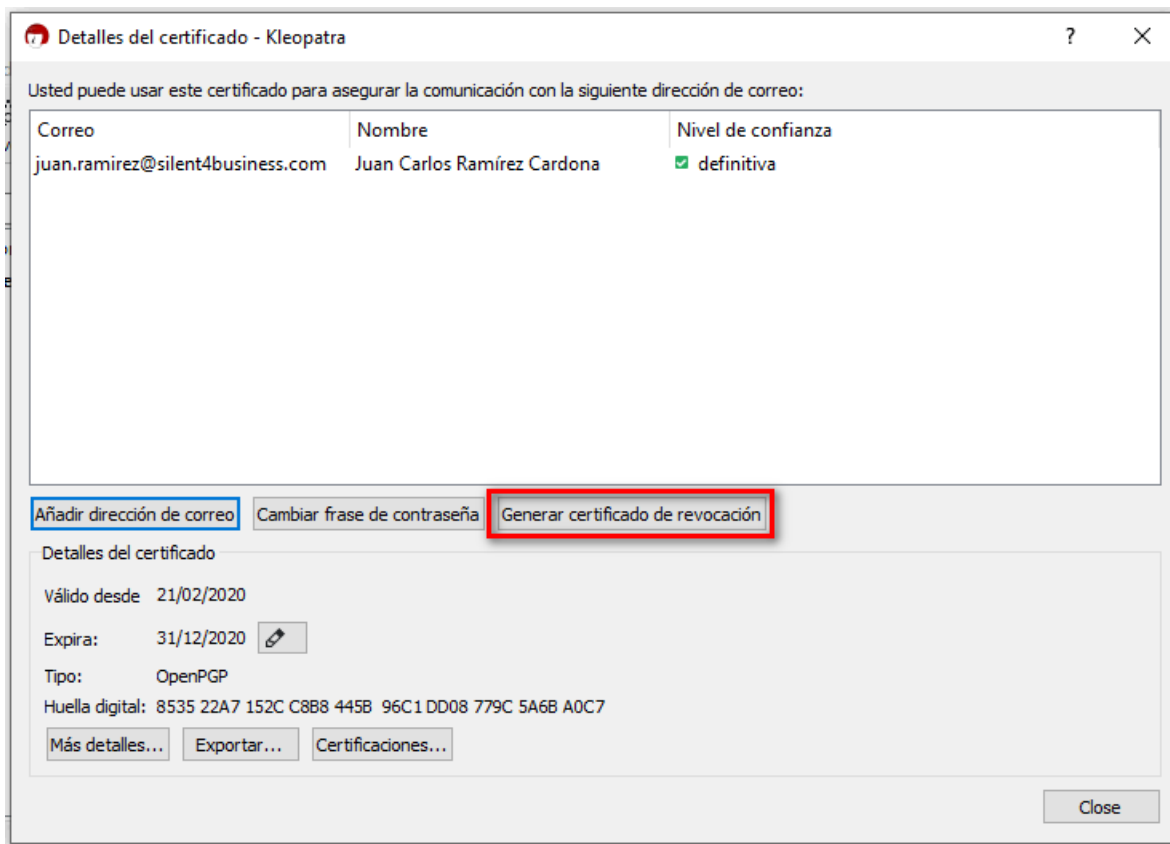 Detalles del certificado - Kleopatra ?
Usted puede usar este certificado para asegurar la comunicación con la siguiente dirección de correo:
Correo Nombre Nivel de confianza
juan.ramirez@silent4business.com Juan Carlos Ramírez Cardona definitiva
Añadir dirección de correo Cambiar frase de contraseña Generar certificado de revocación
Detalles del certificado
Válido desde 21/02/2020
Expira: 31/12/2020
Tipo: OpenPGP
Huella digital: 8535 22A7 152C C8B8 445B 96C1 DD08 779C 5A6B A0C7
Más detalles... Exportar... Certificaciones...
Close